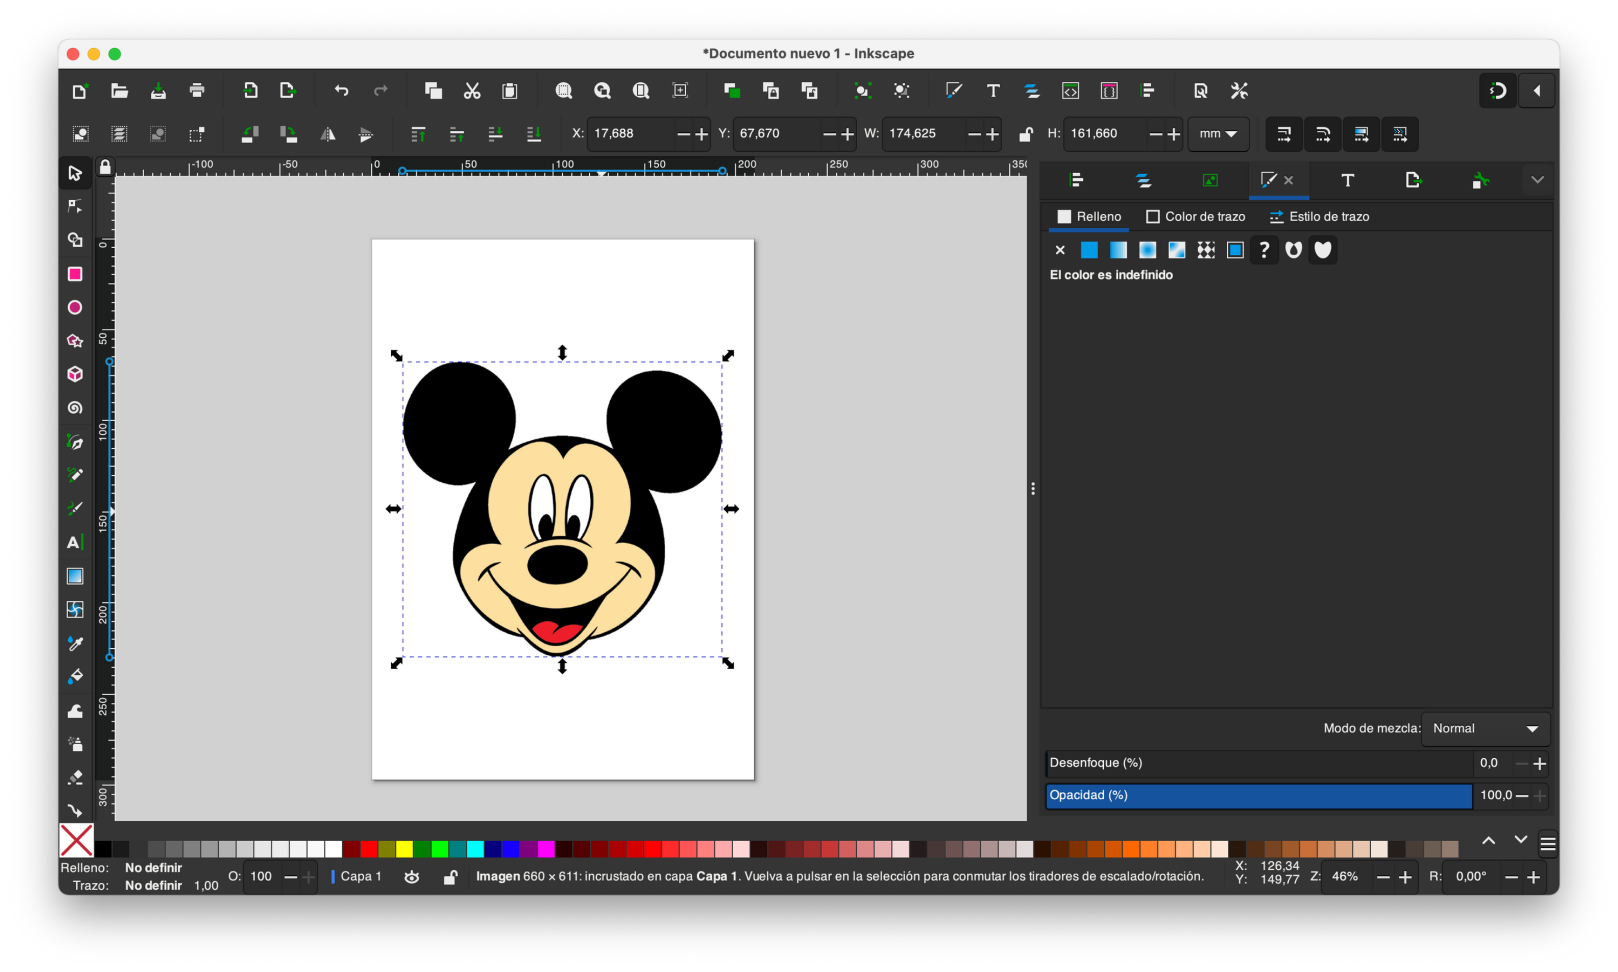 *Documento nuevo 1 - Inkscape
X: 17,688 Y: 67,670 W: 174,625 H: 161,660 mm
-100 -50 0 50 100 150 200 250 300 350
0
50
100
150
200
250
300
Relleno Color de trazo Estilo de trazo
El color es indefinido
Modo de mezcla: Normal
Desenfoque (%) 0,0
Opacidad (%) 100,0
Relleno: No definir
Trazo: No definir 1,00
O: 100
Capa 1
Imagen 660 × 611: incrustado en capa Capa 1. Vuelva a pulsar en la selección para conmutar los tiradores de escalado/rotación.
X: 126,34
Y: 149,77
Z: 46%
R: 0,00°